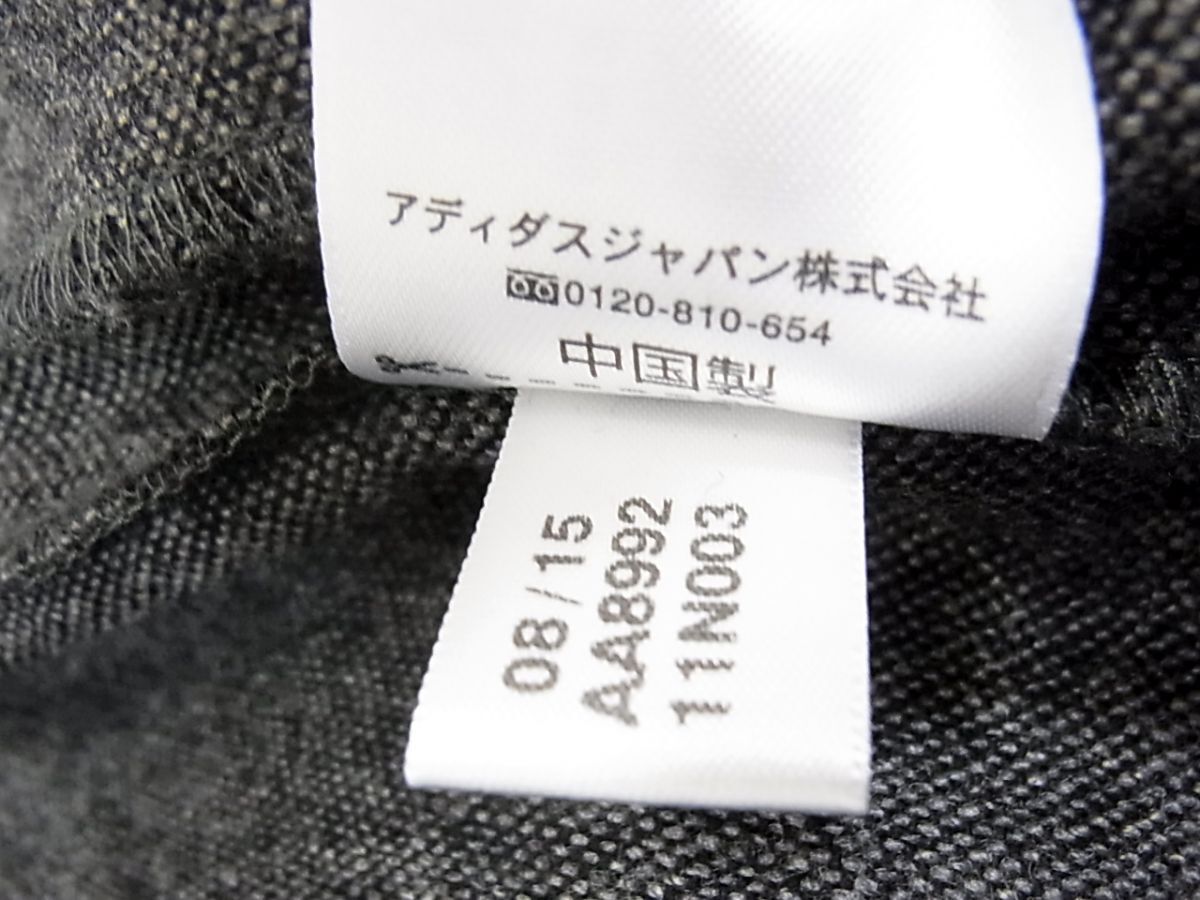 アディダスジャパン株式会社
0120-810-654
中国製
08/15
AA8992
11N003